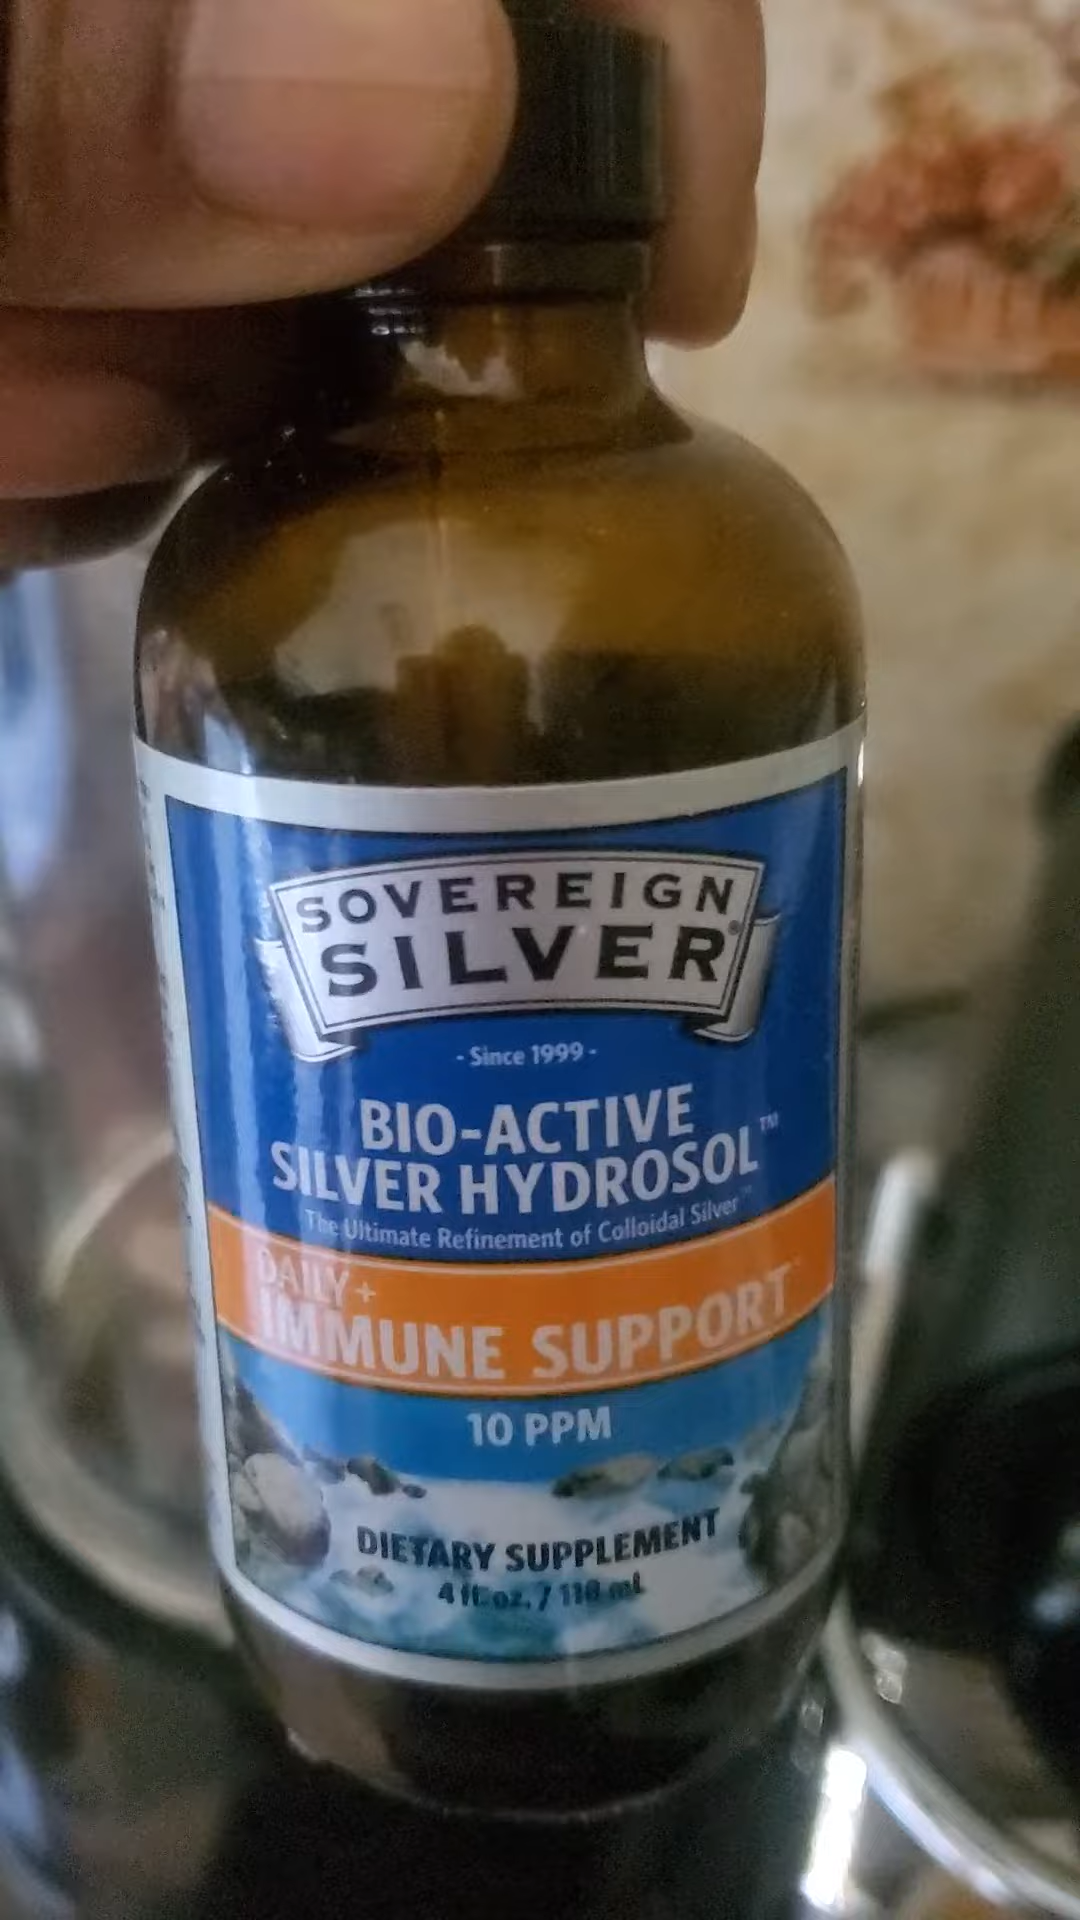 SOVEREIGN
SILVER®
- Since 1999 -
BIO-ACTIVE
SILVER HYDROSOL™
The Ultimate Refinement of Colloidal Silver™
DAILY+
IMMUNE SUPPORT
10 PPM
DIETARY SUPPLEMENT
4 fl. oz. / 118 mL